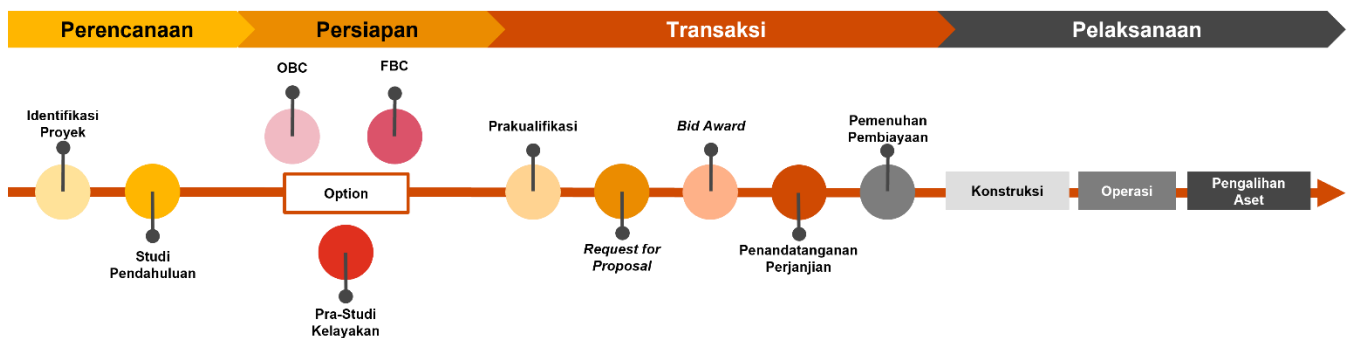 Perencanaan
Persiapan
Transaksi
Pelaksanaan
Identifikasi
Proyek
Studi
Pendahuluan
OBC
FBC
Option
Pra-Studi
Kelayakan
Prakualifikasi
Request for
Proposal
Bid Award
Penandatanganan
Perjanjian
Pemenuhan
Pembiayaan
Konstruksi
Operasi
Pengalihan
Aset